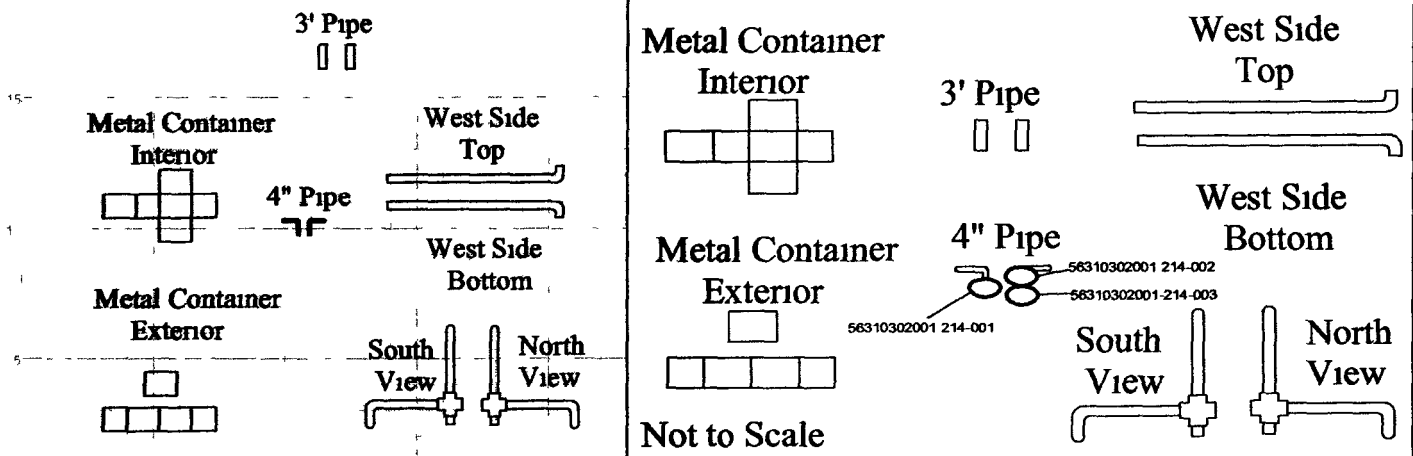 3' Pipe
15
Metal Container
Interior
West Side
Top
4" Pipe
1
West Side
Bottom
Metal Container
Exterior
5
South
View
North
View
Metal Container
Interior
3' Pipe
West Side
Top
West Side
Bottom
4" Pipe
56310302001 214-002
56310302001-214-003
56310302001 214-001
Metal Container
Exterior
South
View
North
View
Not to Scale